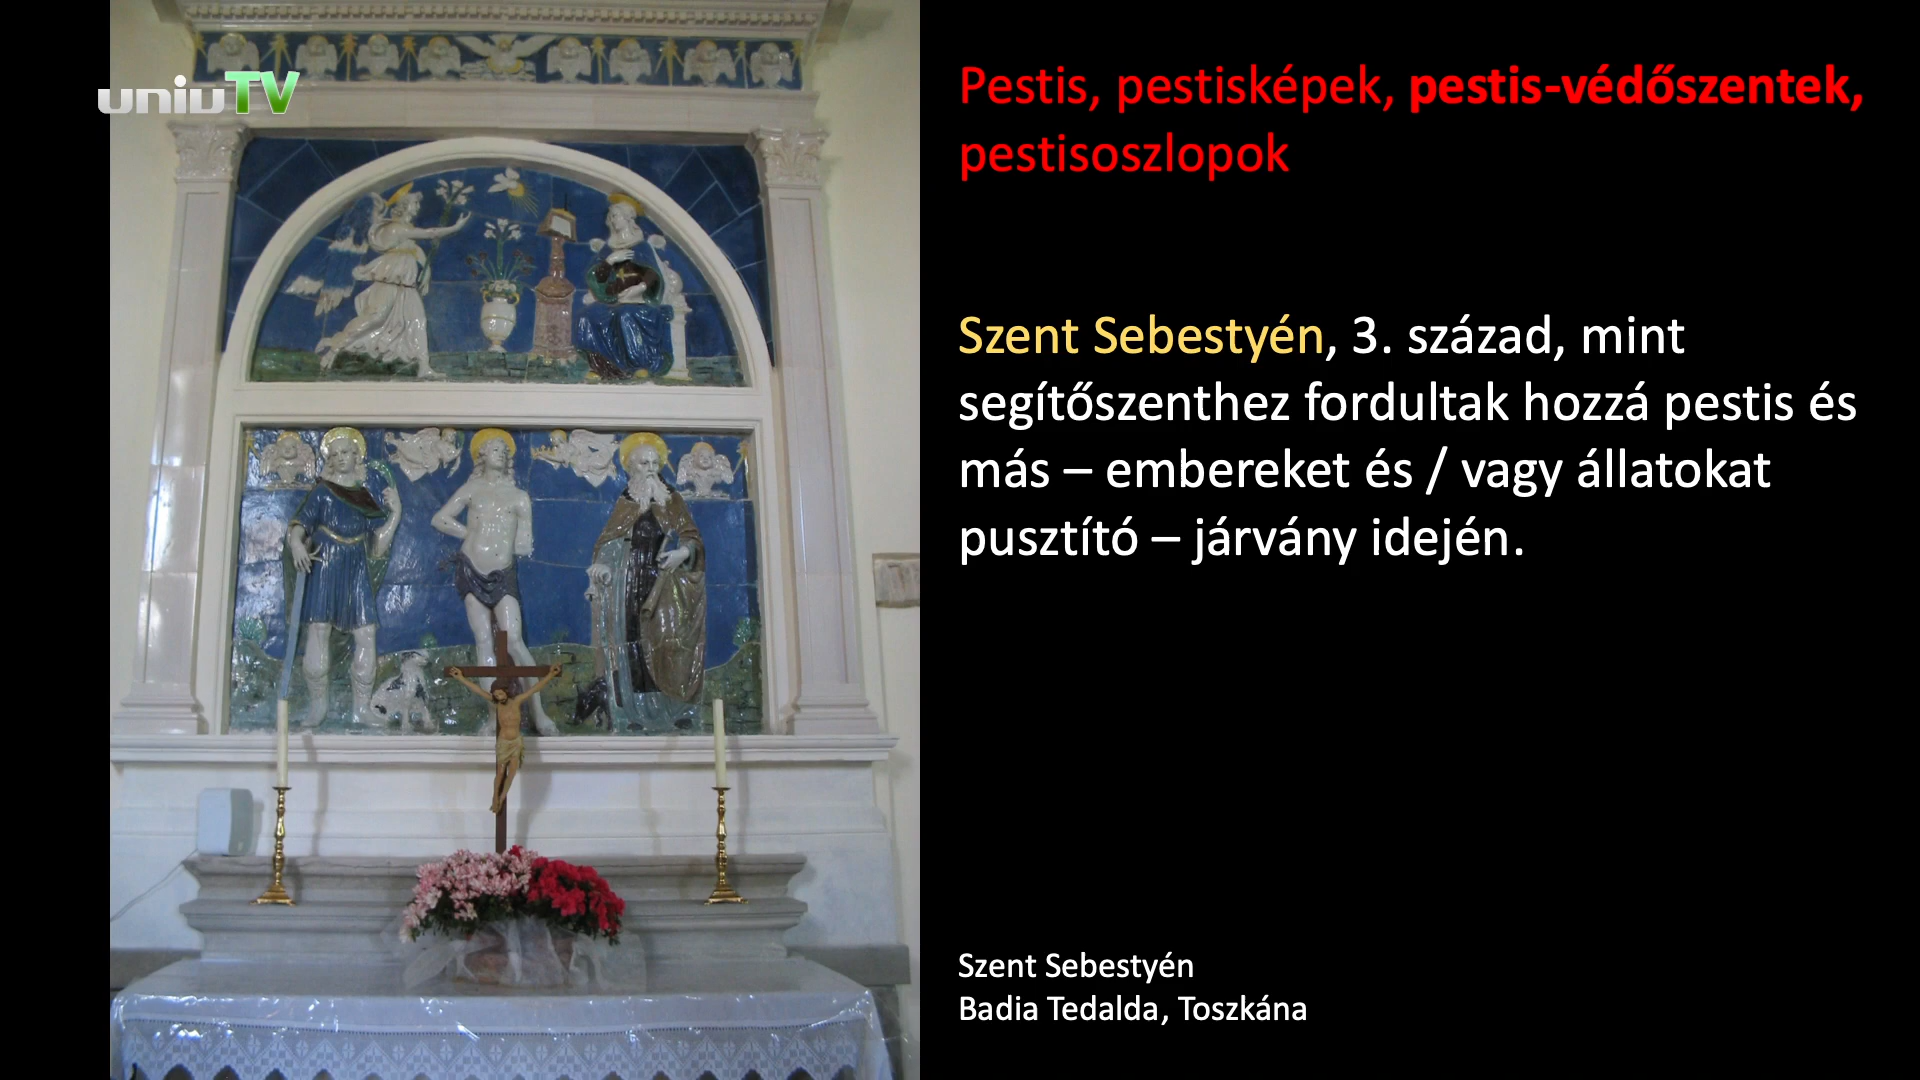 univTV
Pestis, pestisképek, pestis-védőszentek,
pestisoszlopok
Szent Sebestyén, 3. század, mint
segítőszenthez fordultak hozzá pestis és
más – embereket és / vagy állatokat
pusztító – járvány idején.
Szent Sebestyén
Badia Tedalda, Toszkána